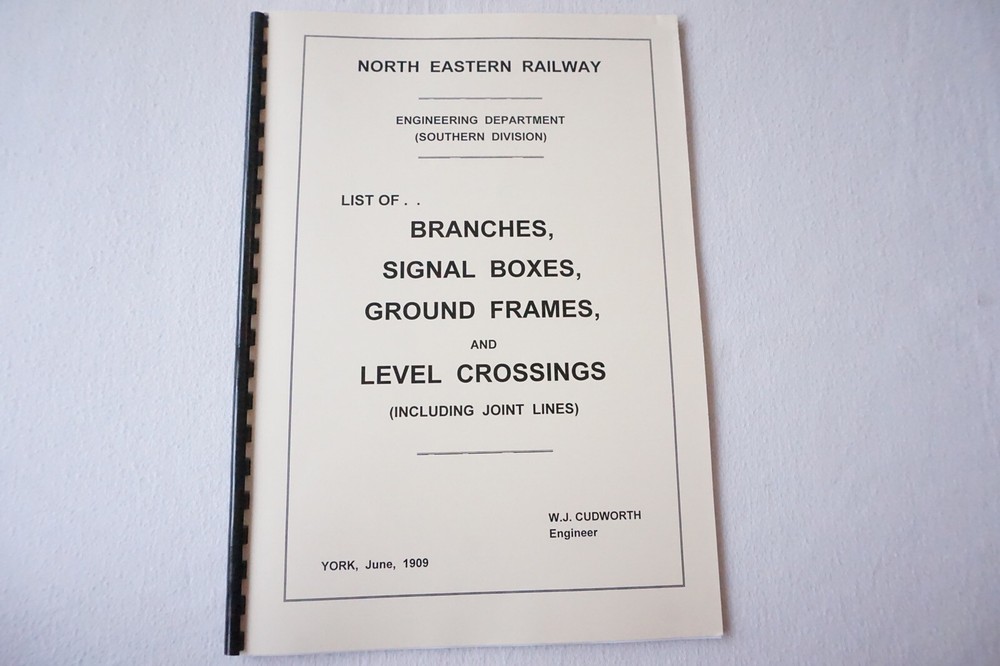 NORTH EASTERN RAILWAY
ENGINEERING DEPARTMENT
(SOUTHERN DIVISION)
LIST OF . .
BRANCHES,
SIGNAL BOXES,
GROUND FRAMES,
AND
LEVEL CROSSINGS
(INCLUDING JOINT LINES)
W.J. CUDWORTH
Engineer
YORK, June, 1909